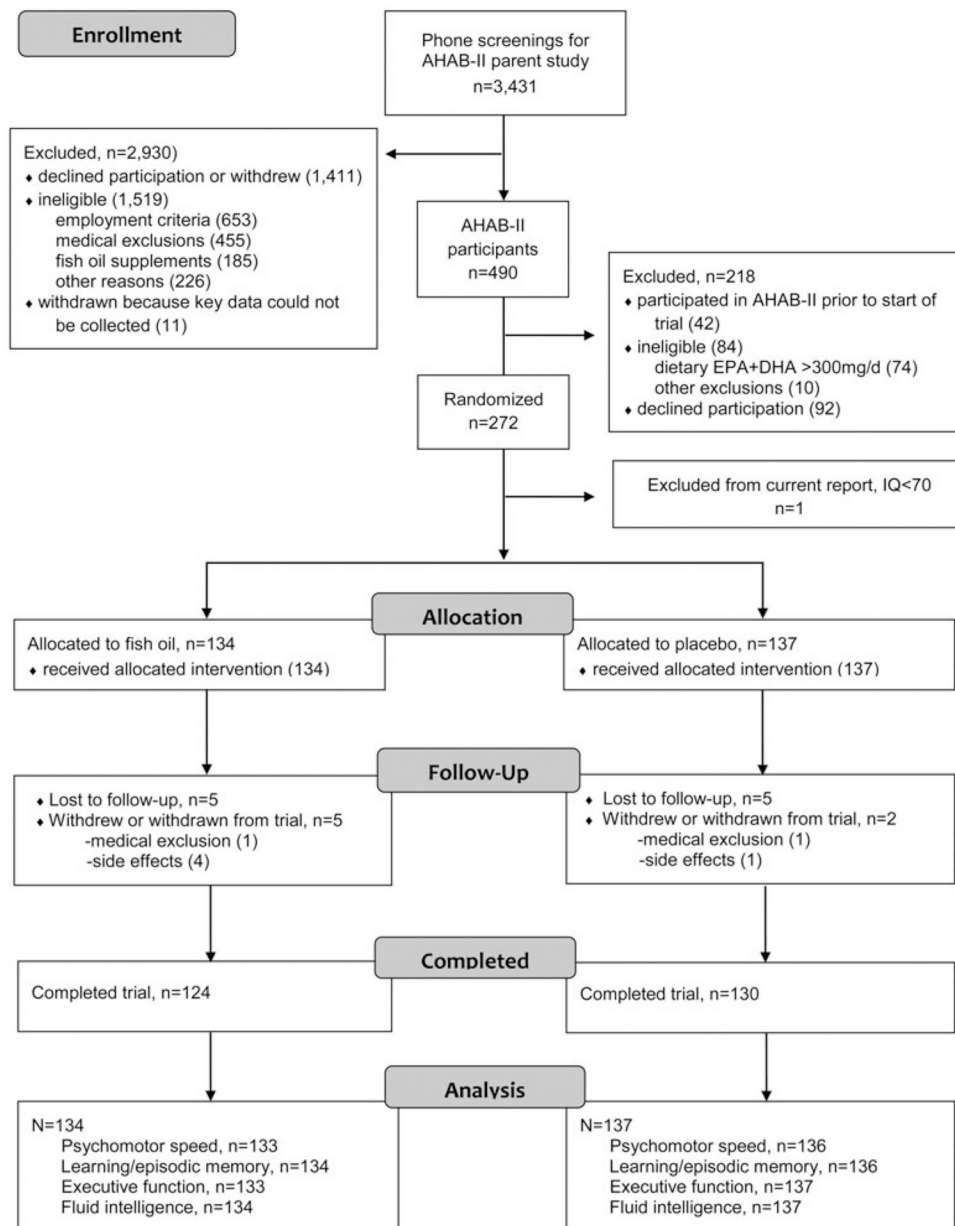 Enrollment
Phone screenings for
AHAB-II parent study
n=3,431
Excluded, n=2,930)
♦ declined participation or withdrew (1,411)
♦ ineligible (1,519)
employment criteria (653)
medical exclusions (455)
fish oil supplements (185)
other reasons (226)
♦ withdrawn because key data could not
be collected (11)
AHAB-II
participants
n=490
Excluded, n=218
♦ participated in AHAB-II prior to start of
trial (42)
♦ ineligible (84)
dietary EPA+DHA >300mg/d (74)
other exclusions (10)
♦ declined participation (92)
Randomized
n=272
Excluded from current report, IQ<70
n=1
Allocation
Allocated to fish oil, n=134
♦ received allocated intervention (134)
Allocated to placebo, n=137
♦ received allocated intervention (137)
Follow-Up
♦ Lost to follow-up, n=5
♦ Withdrew or withdrawn from trial, n=5
-medical exclusion (1)
-side effects (4)
♦ Lost to follow-up, n=5
♦ Withdrew or withdrawn from trial, n=2
-medical exclusion (1)
-side effects (1)
Completed
Completed trial, n=124
Completed trial, n=130
Analysis
N=134
Psychomotor speed, n=133
Learning/episodic memory, n=134
Executive function, n=133
Fluid intelligence, n=134
N=137
Psychomotor speed, n=136
Learning/episodic memory, n=136
Executive function, n=137
Fluid intelligence, n=137